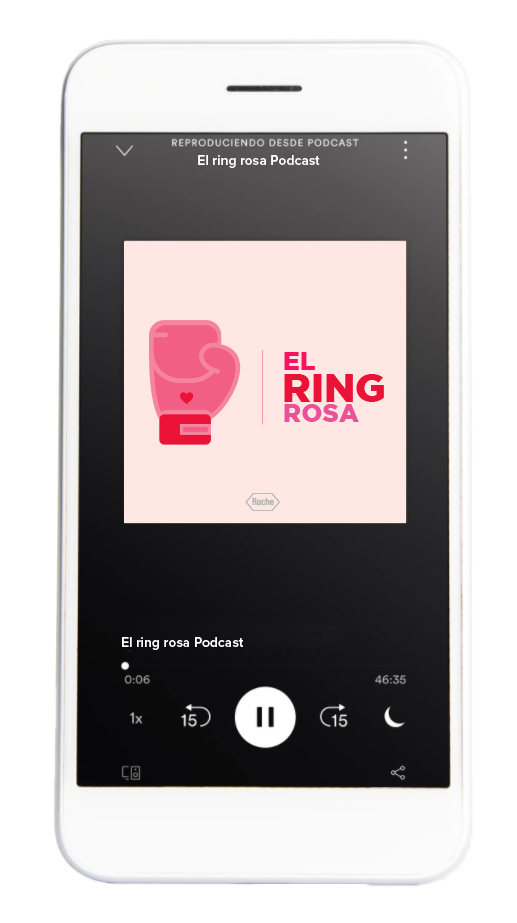 REPRODUCIENDO DESDE PODCAST
El ring rosa Podcast
EL
RING
ROSA
Roche
El ring rosa Podcast
0:06
46:35
1x
15
15